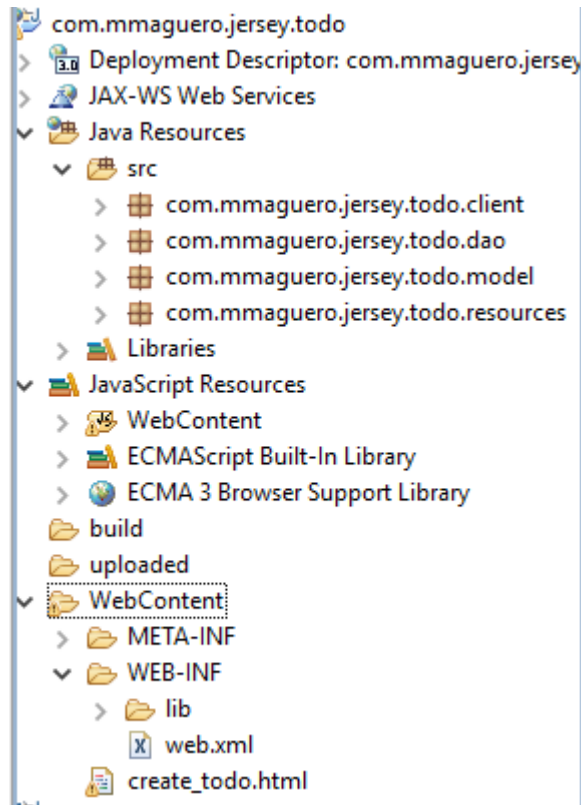 com.mmaguero.jersey.todo
3.0 Deployment Descriptor: com.mmaguero.jersey
JAX-WS Web Services
Java Resources
src
com.mmaguero.jersey.todo.client
com.mmaguero.jersey.todo.dao
com.mmaguero.jersey.todo.model
com.mmaguero.jersey.todo.resources
Libraries
JavaScript Resources
WebContent
ECMAScript Built-In Library
ECMA 3 Browser Support Library
build
uploaded
WebContent
META-INF
WEB-INF
lib
web.xml
create_todo.html